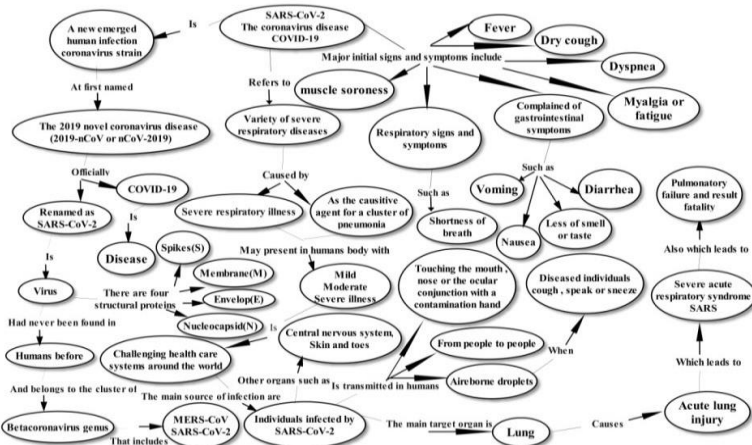 SARS-CoV-2
The coronavirus disease
COVID-19
Is
A new emerged
human infection
coronavirus strain
At first named
The 2019 novel coronavirus disease
(2019-nCoV or nCoV-2019)
Officially
COVID-19
Is
Disease
Renamed as
SARS-CoV-2
Is
Virus
There are four
structural proteins
Spikes(S)
Membrane(M)
Envelop(E)
Nucleocapsid(N)
Had never been found in
Humans before
And belongs to the cluster of
Betacoronavirus genus
That includes
MERS-CoV
SARS-CoV-2
Refers to
Variety of severe
respiratory diseases
Caused by
Severe respiratory illness
As the causitive
agent for a cluster of
pneumonia
May present in humans body with
Mild
Moderate
Severe illness
Is
Challenging health care
systems around the world
The main source of infection are
Individuals infected by
SARS-CoV-2
Other organs such as
Central nervous system,
Skin and toes
Is transmitted in humans
Touching the mouth ,
nose or the ocular
conjunction with a
contamination hand
From people to people
Aireborne droplets
When
Diseased individuals
cough , speak or sneeze
The main target organ is
Lung
Causes
Acute lung
injury
Which leads to
Severe acute
respiratory syndrome
SARS
Also which leads to
Pulmonary
failure and result
fatality
Major initial signs and symptoms include
Fever
Dry cough
Dyspnea
Myalgia or
fatigue
muscle soroness
Respiratory signs and
symptoms
Such as
Shortness of
breath
Complained of
gastrointestinal
symptoms
Such as
Voming
Nausea
Less of smell
or taste
Diarrhea